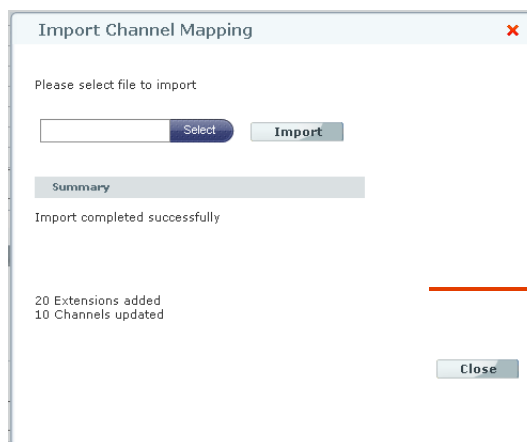 Import Channel Mapping
Please select file to import
Select
Import
Summary
Import completed successfully
20 Extensions added
10 Channels updated
Close